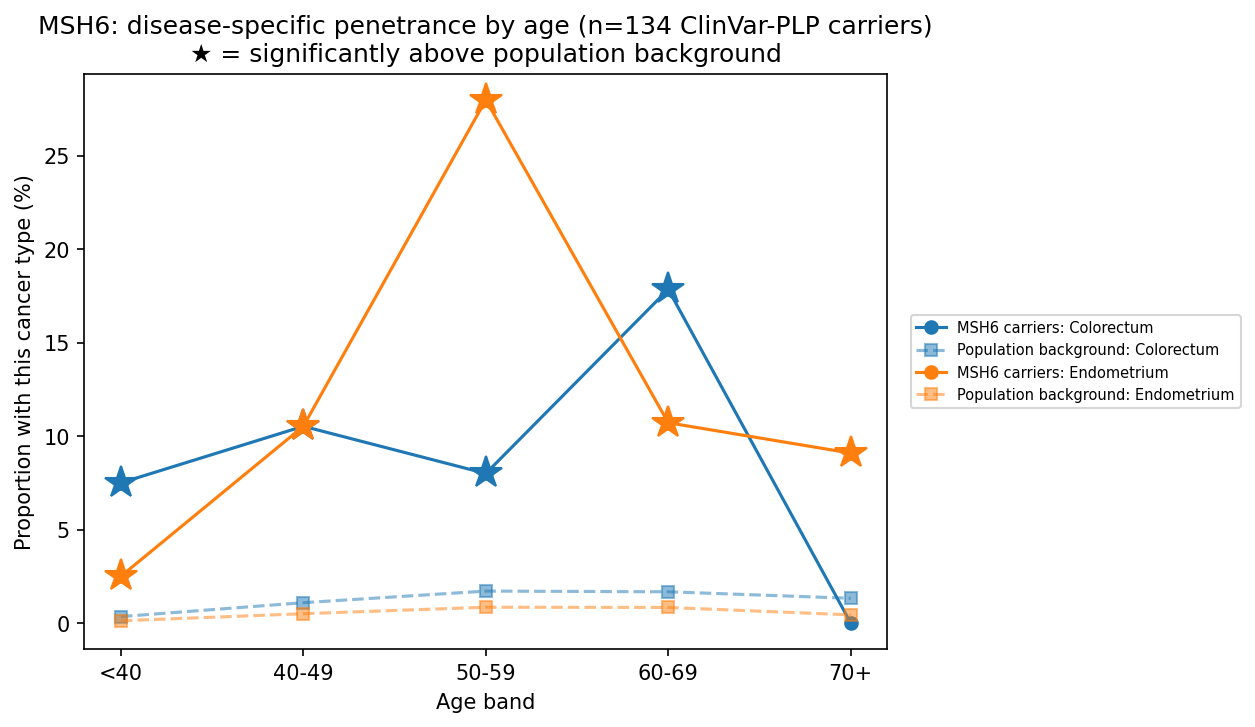 MSH6: disease-specific penetrance by age (n=134 ClinVar-PLP carriers)
★ = significantly above population background
Proportion with this cancer type (%)
25
20
15
10
5
0
<40
40-49
50-59
60-69
70+
Age band
MSH6 carriers: Colorectum
Population background: Colorectum
MSH6 carriers: Endometrium
Population background: Endometrium